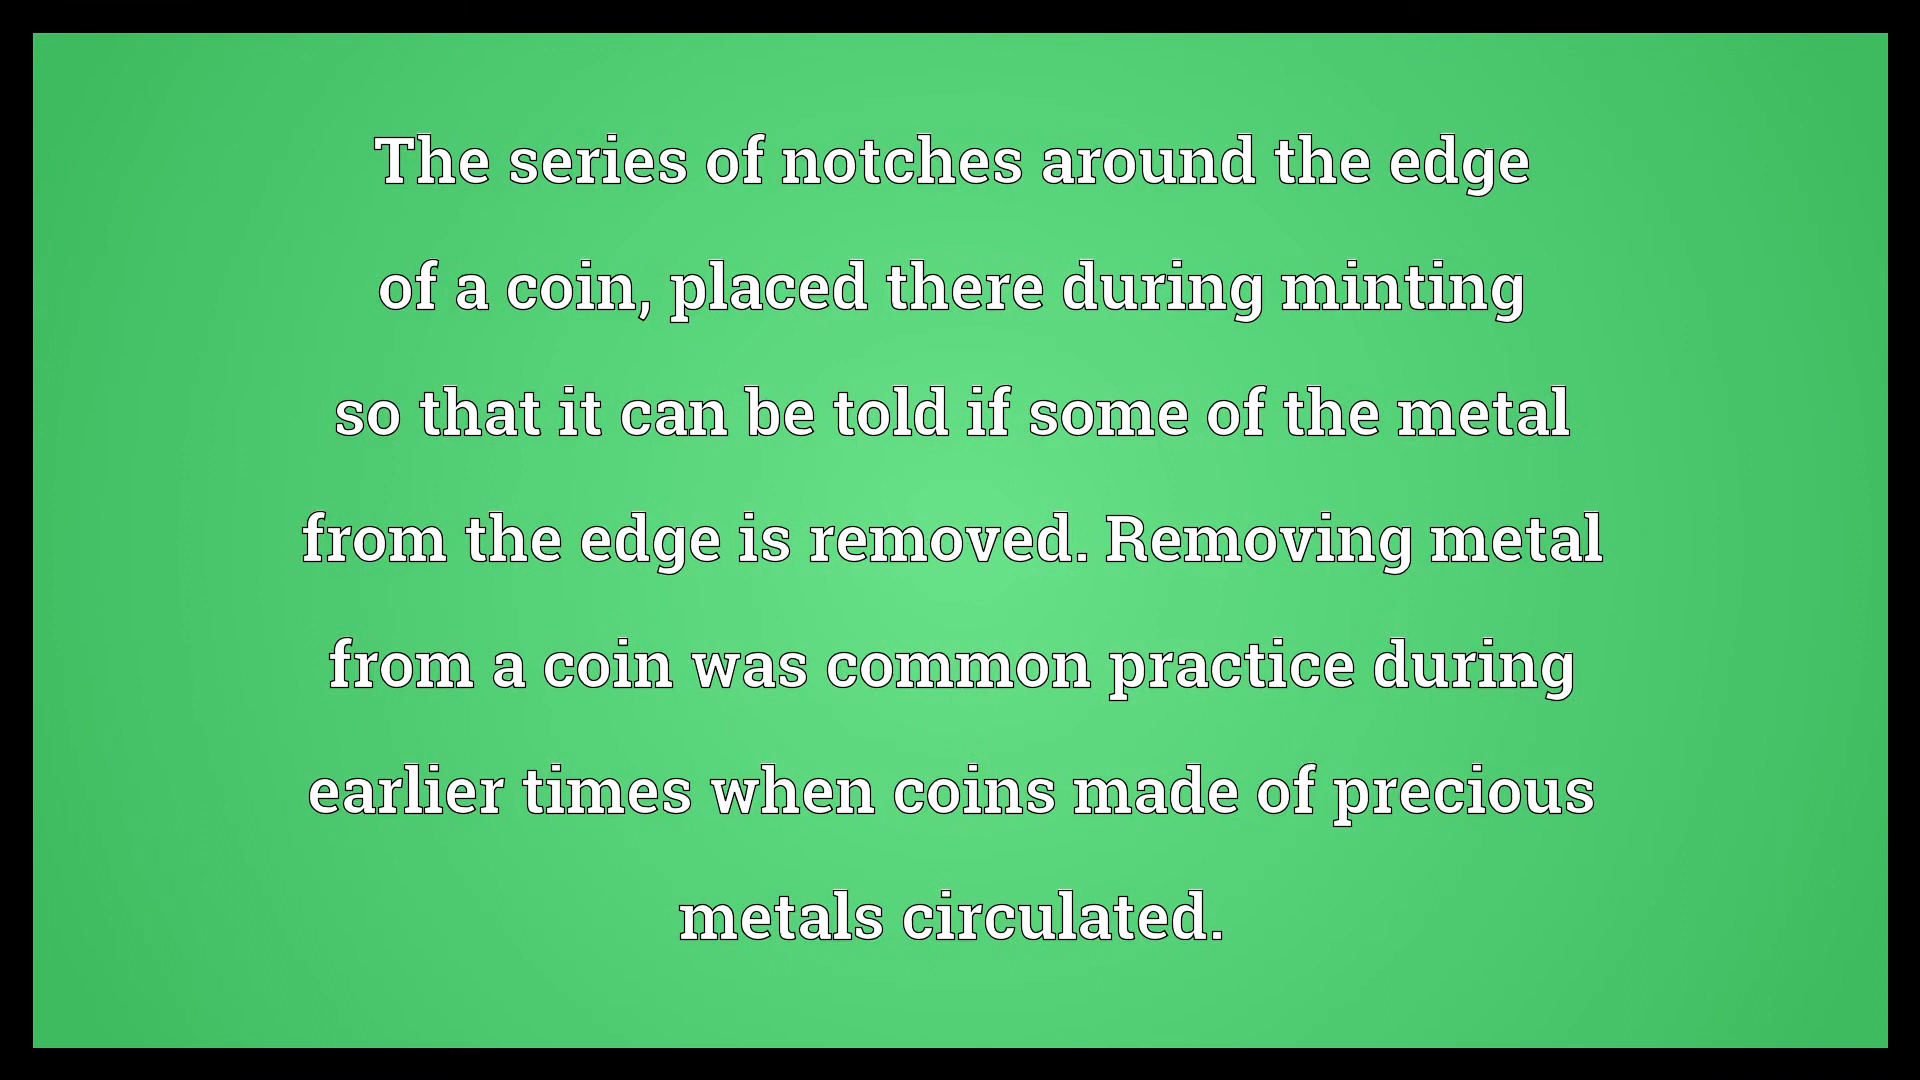 The series of notches around the edge
of a coin, placed there during minting
so that it can be told if some of the metal
from the edge is removed. Removing metal
from a coin was common practice during
earlier times when coins made of precious
metals circulated.